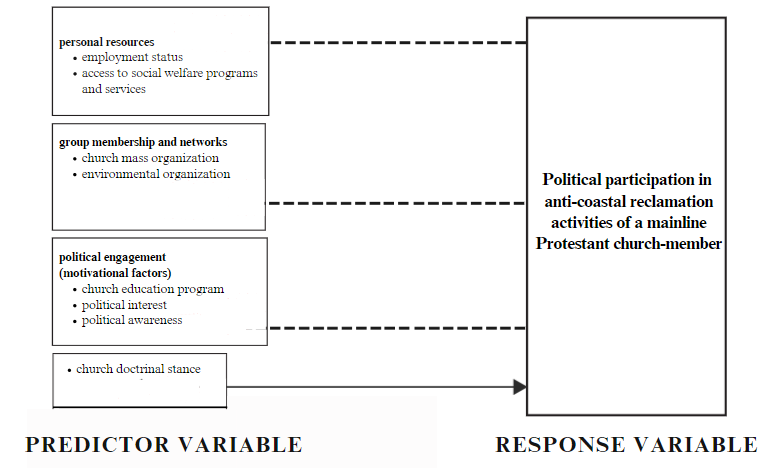 personal resources
• employment status
• access to social welfare programs
and services
group membership and networks
• church mass organization
• environmental organization
political engagement
(motivational factors)
• church education program
• political interest
• political awareness
• church doctrinal stance
Political participation in
anti-coastal reclamation
activities of a mainline
Protestant church-member
PREDICTOR VARIABLE
RESPONSE VARIABLE